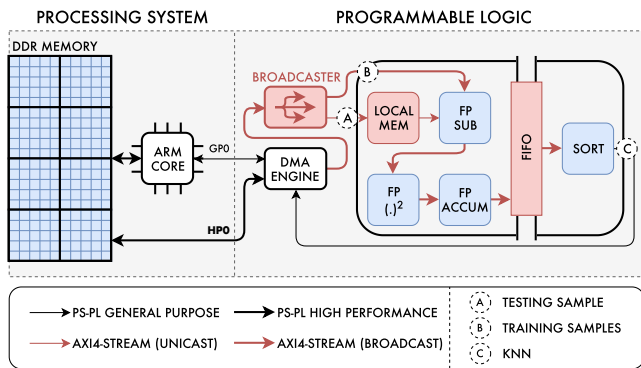 PROCESSING SYSTEM
PROGRAMMABLE LOGIC
DDR MEMORY
BROADCASTER
B
A
LOCAL
MEM
FP
SUB
ARM
CORE
GP0
DMA
ENGINE
FIFO
SORT
C
FP
(.)²
FP
ACCUM
HP0
PS-PL GENERAL PURPOSE
PS-PL HIGH PERFORMANCE
A TESTING SAMPLE
B TRAINING SAMPLES
AXI4-STREAM (UNICAST)
AXI4-STREAM (BROADCAST)
C KNN